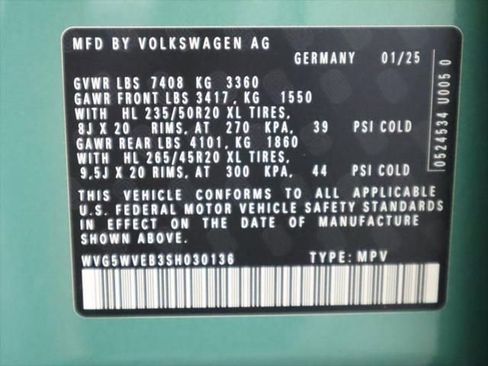 MFD BY VOLKSWAGEN AG
GERMANY 01/25
GVWR LBS 7408 KG 3360
GAWR FRONT LBS 3417, KG 1550
WITH HL 235/50R20 XL TIRES,
8J X 20 RIMS, AT 270 KPA, 39 PSI COLD
GAWR REAR LBS 4101, KG 1860
WITH HL 265/45R20 XL TIRES,
9,5J X 20 RIMS, AT 300 KPA, 44 PSI COLD
THIS VEHICLE CONFORMS TO ALL APPLICABLE
U.S. FEDERAL MOTOR VEHICLE SAFETY STANDARDS
IN EFFECT ON THE DATE OF MANUFACTURE
SHOWN ABOVE.
WVG5WVEB3SH030136 TYPE: MPV
0524534 U005 0